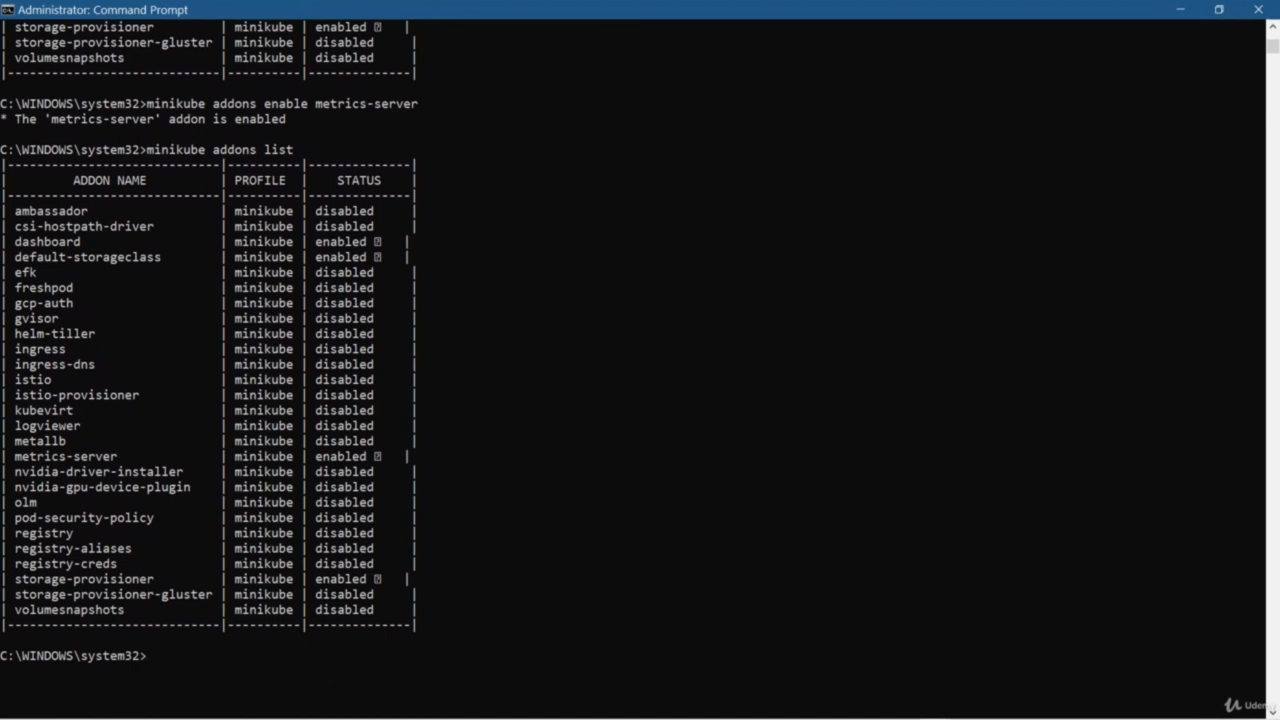 Administrator: Command Prompt
| storage-provisioner | minikube | enabled |
| storage-provisioner-gluster | minikube | disabled |
| volumesnapshots | minikube | disabled |
|-----------------------------|----------|--------------|
C:\WINDOWS\system32>minikube addons enable metrics-server
* The 'metrics-server' addon is enabled
C:\WINDOWS\system32>minikube addons list
|-----------------------------|----------|--------------|
| ADDON NAME | PROFILE | STATUS |
|-----------------------------|----------|--------------|
| ambassador | minikube | disabled |
| csi-hostpath-driver | minikube | disabled |
| dashboard | minikube | enabled |
| default-storageclass | minikube | enabled |
| efk | minikube | disabled |
| freshpod | minikube | disabled |
| gcp-auth | minikube | disabled |
| gvisor | minikube | disabled |
| helm-tiller | minikube | disabled |
| ingress | minikube | disabled |
| ingress-dns | minikube | disabled |
| istio | minikube | disabled |
| istio-provisioner | minikube | disabled |
| kubevirt | minikube | disabled |
| logviewer | minikube | disabled |
| metallb | minikube | disabled |
| metrics-server | minikube | enabled |
| nvidia-driver-installer | minikube | disabled |
| nvidia-gpu-device-plugin | minikube | disabled |
| olm | minikube | disabled |
| pod-security-policy | minikube | disabled |
| registry | minikube | disabled |
| registry-aliases | minikube | disabled |
| registry-creds | minikube | disabled |
| storage-provisioner | minikube | enabled |
| storage-provisioner-gluster | minikube | disabled |
| volumesnapshots | minikube | disabled |
|-----------------------------|----------|--------------|
C:\WINDOWS\system32>